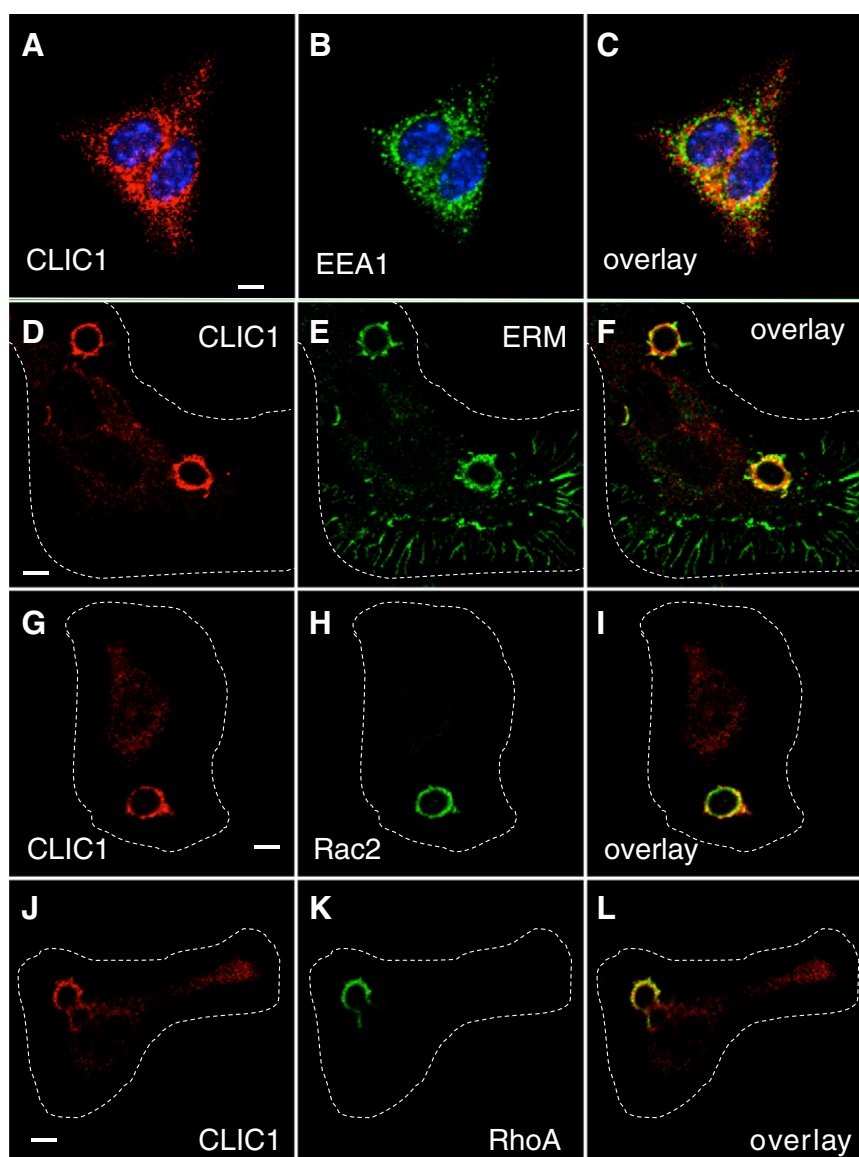 A B C
CLIC1 EEA1 overlay
D CLIC1 E ERM F overlay
G H I
CLIC1 Rac2 overlay
J K L
CLIC1 RhoA overlay